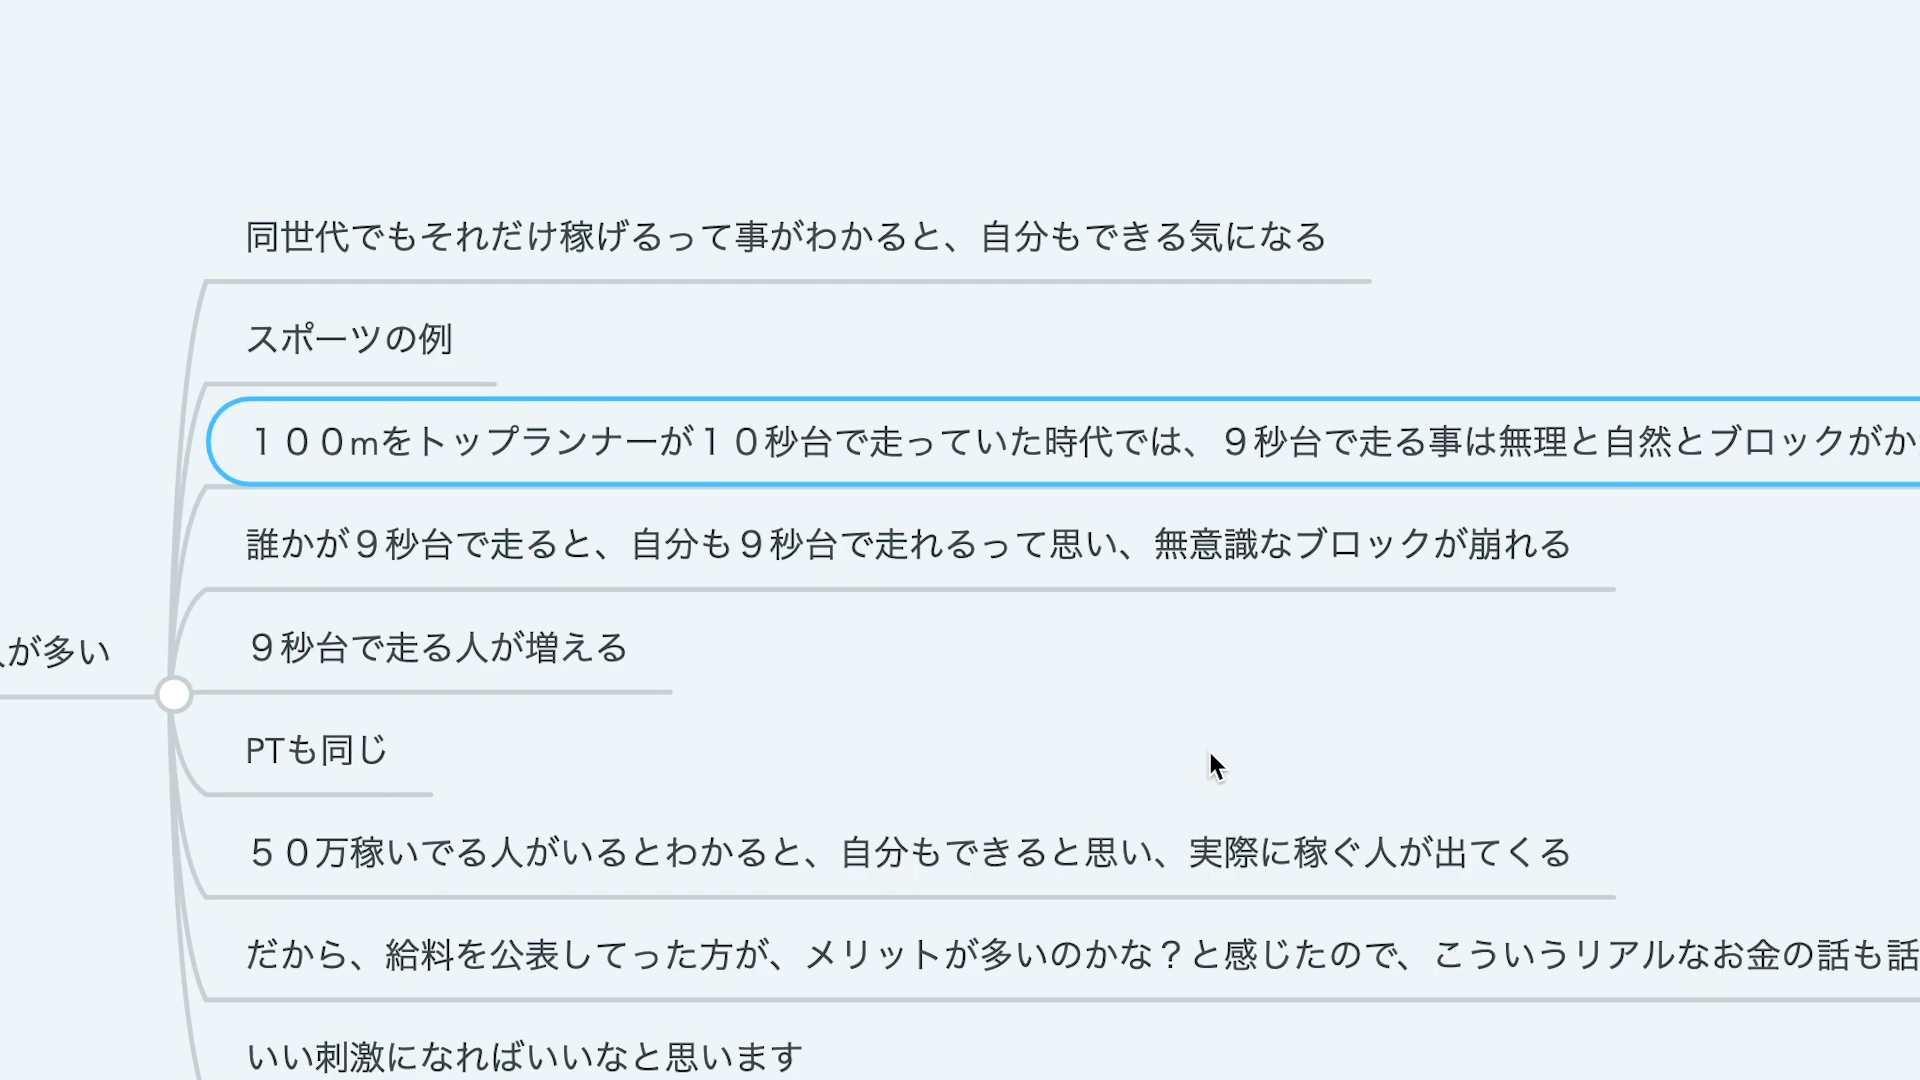 同世代でもそれだけ稼げるって事がわかると、自分もできる気になる
スポーツの例
１００mをトップランナーが１０秒台で走っていた時代では、９秒台で走る事は無理と自然とブロックがか
誰かが９秒台で走ると、自分も９秒台で走れるって思い、無意識なブロックが崩れる
が多い
９秒台で走る人が増える
PTも同じ
５０万稼いでる人がいるとわかると、自分もできると思い、実際に稼ぐ人が出てくる
だから、給料を公表してった方が、メリットが多いのかな？と感じたので、こういうリアルなお金の話も話
いい刺激になればいいなと思います